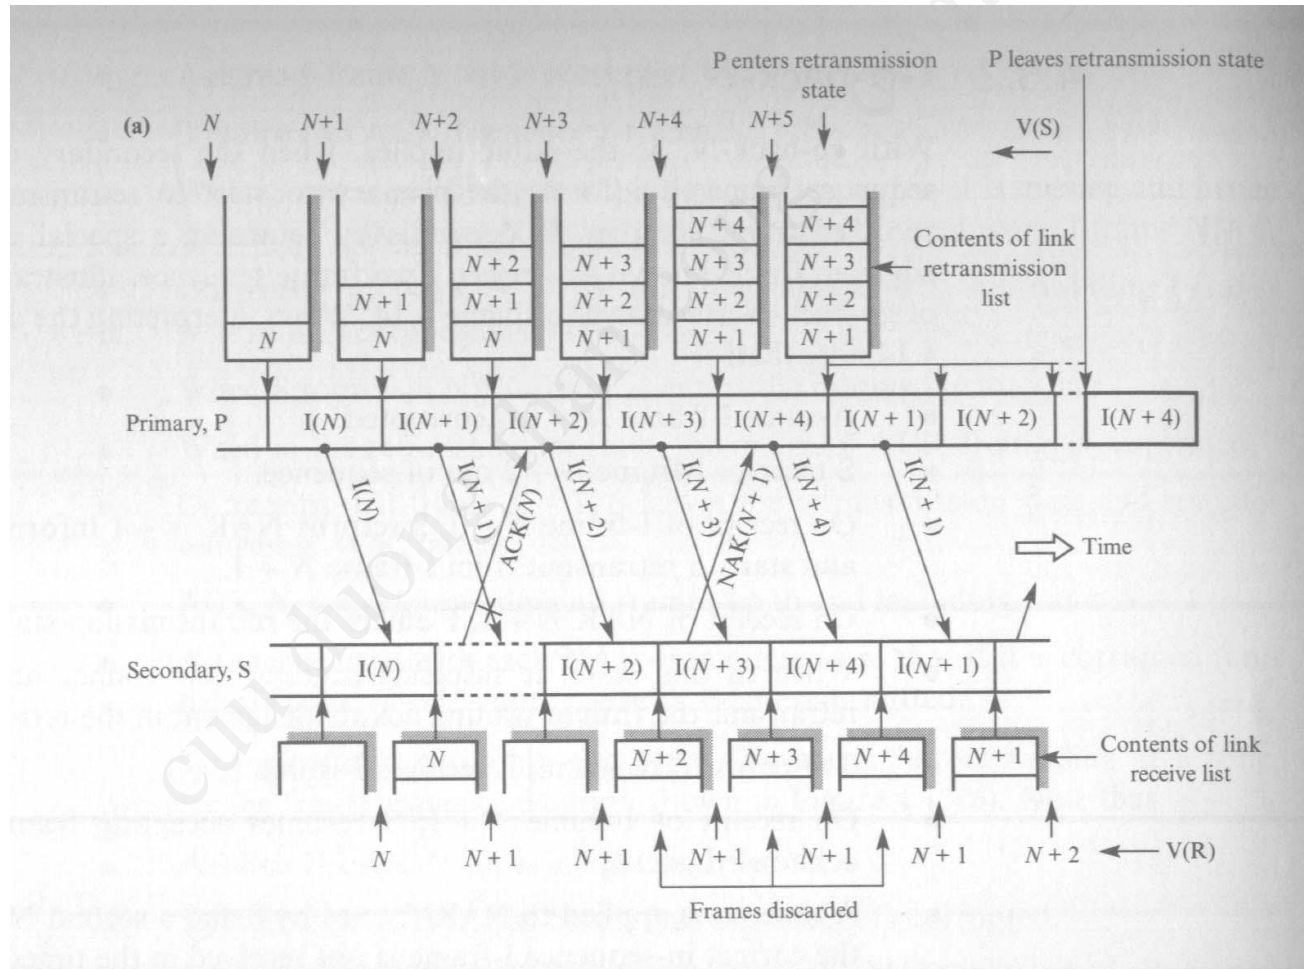 P enters retransmission
state
P leaves retransmission state
(a) N N+1 N+2 N+3 N+4 N+5
V(S)
N+4 N+4
N+2 N+3 N+3 N+3
N+1 N+1 N+2 N+2 N+2
N N N N+1 N+1 N+1
Contents of link
retransmission
list
Primary, P I(N) I(N+1) I(N+2) I(N+3) I(N+4) I(N+1) I(N+2) I(N+4)
I(N) I(N+1) ACK(N) I(N+2) I(N+3) NAK(N+1) I(N+4) I(N+1)
Time
Secondary, S I(N) I(N+2) I(N+3) I(N+4) I(N+1)
N N+2 N+3 N+4 N+1
Contents of link
receive list
N N+1 N+1 N+1 N+1 N+1 N+2 V(R)
Frames discarded
cuu duong than